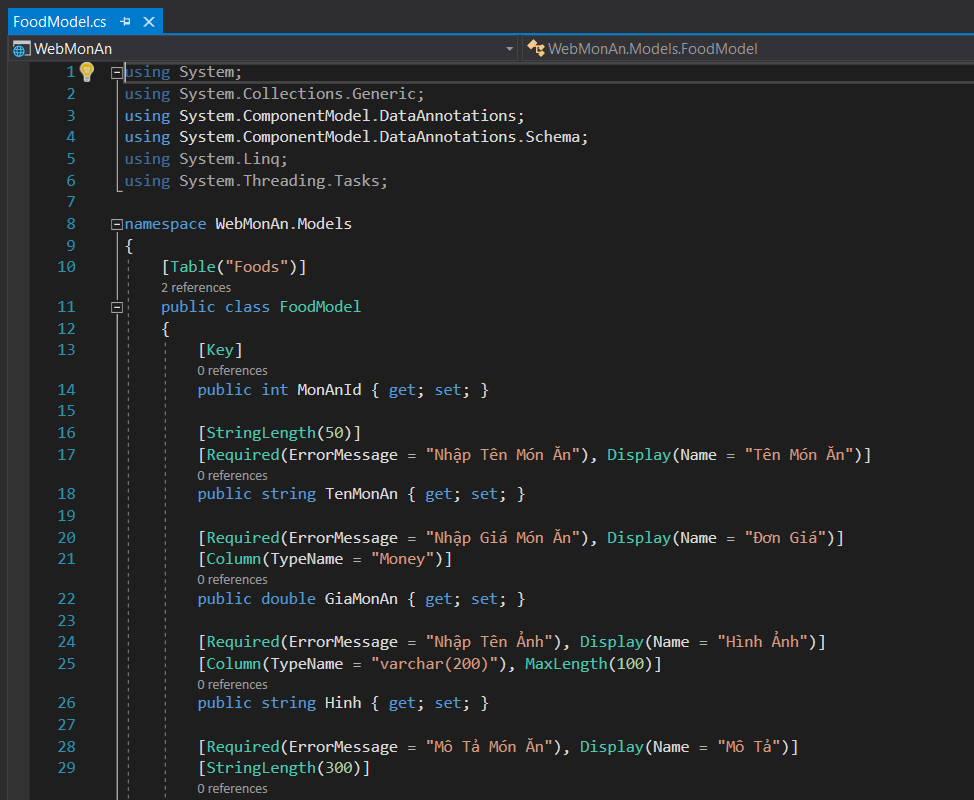 FoodModel.cs
WebMonAn WebMonAn.Models.FoodModel
1 using System;
2 using System.Collections.Generic;
3 using System.ComponentModel.DataAnnotations;
4 using System.ComponentModel.DataAnnotations.Schema;
5 using System.Linq;
6 using System.Threading.Tasks;
7
8 namespace WebMonAn.Models
9 {
10 [Table("Foods")]
2 references
11 public class FoodModel
12 {
13 [Key]
0 references
14 public int MonAnId { get; set; }
15
16 [StringLength(50)]
17 [Required(ErrorMessage = "Nhập Tên Món Ăn"), Display(Name = "Tên Món Ăn")]
0 references
18 public string TenMonAn { get; set; }
19
20 [Required(ErrorMessage = "Nhập Giá Món Ăn"), Display(Name = "Đơn Giá")]
21 [Column(TypeName = "Money")]
0 references
22 public double GiaMonAn { get; set; }
23
24 [Required(ErrorMessage = "Nhập Tên Ảnh"), Display(Name = "Hình Ảnh")]
25 [Column(TypeName = "varchar(200)"), MaxLength(100)]
0 references
26 public string Hinh { get; set; }
27
28 [Required(ErrorMessage = "Mô Tả Món Ăn"), Display(Name = "Mô Tả")]
29 [StringLength(300)]
0 references